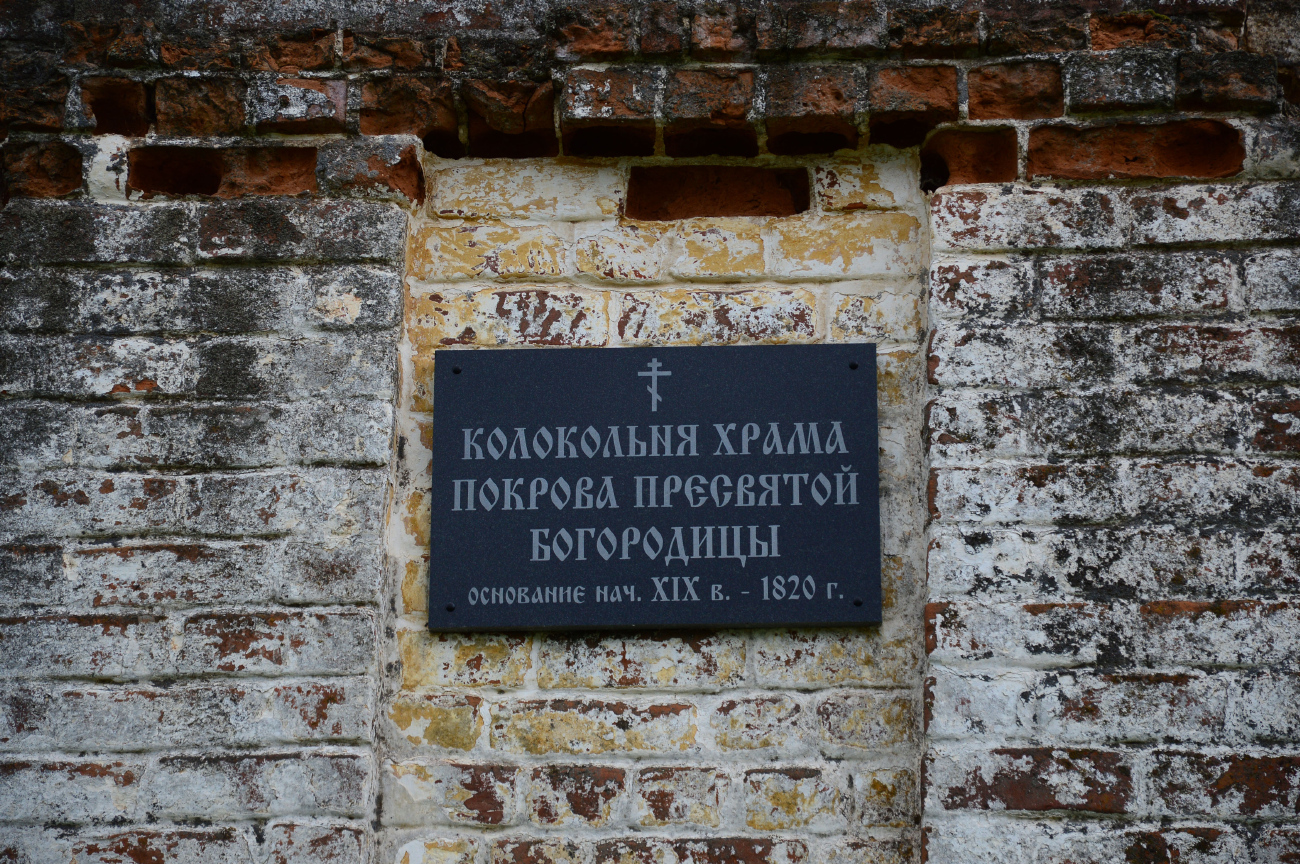 КОЛОКОЛЬНЯ ХРАМА
ПОКРОВА ПРЕСВЯТОЙ
БОГОРОДИЦЫ
ОСНОВАНИЕ НАЧ. XIX В. - 1820 Г.